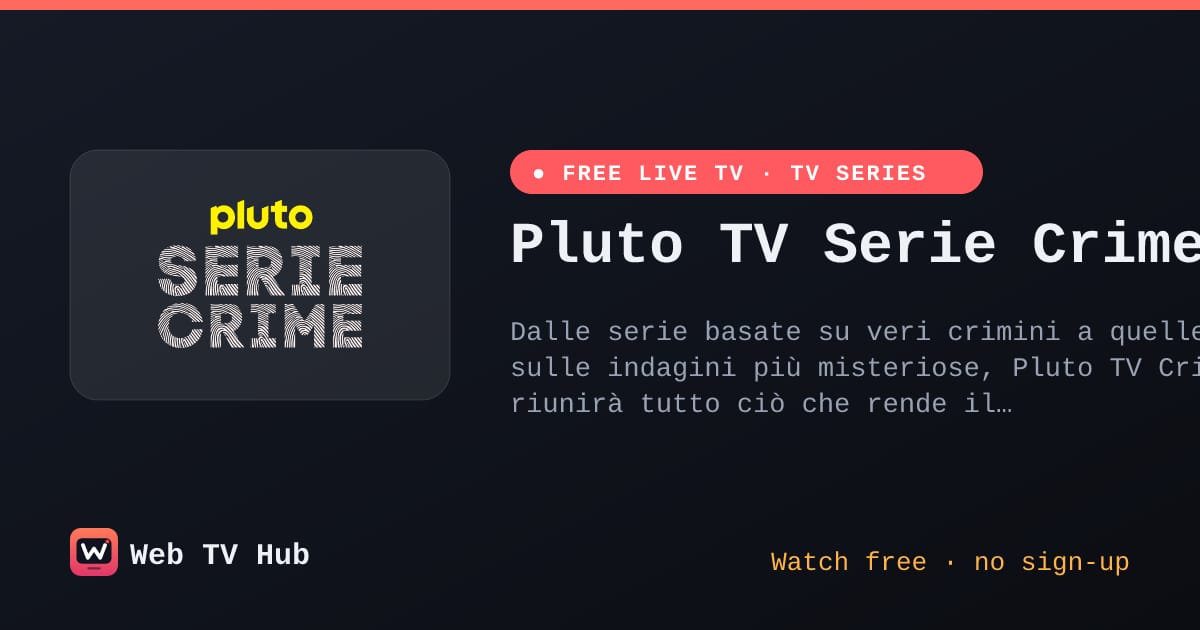 pluto
SERIE
CRIME
● FREE LIVE TV · TV SERIES
Pluto TV Serie Crime
Dalle serie basate su veri crimini a quelle
sulle indagini più misteriose, Pluto TV Cri
riunirà tutto ciò che rende il…
Web TV Hub
Watch free · no sign-up